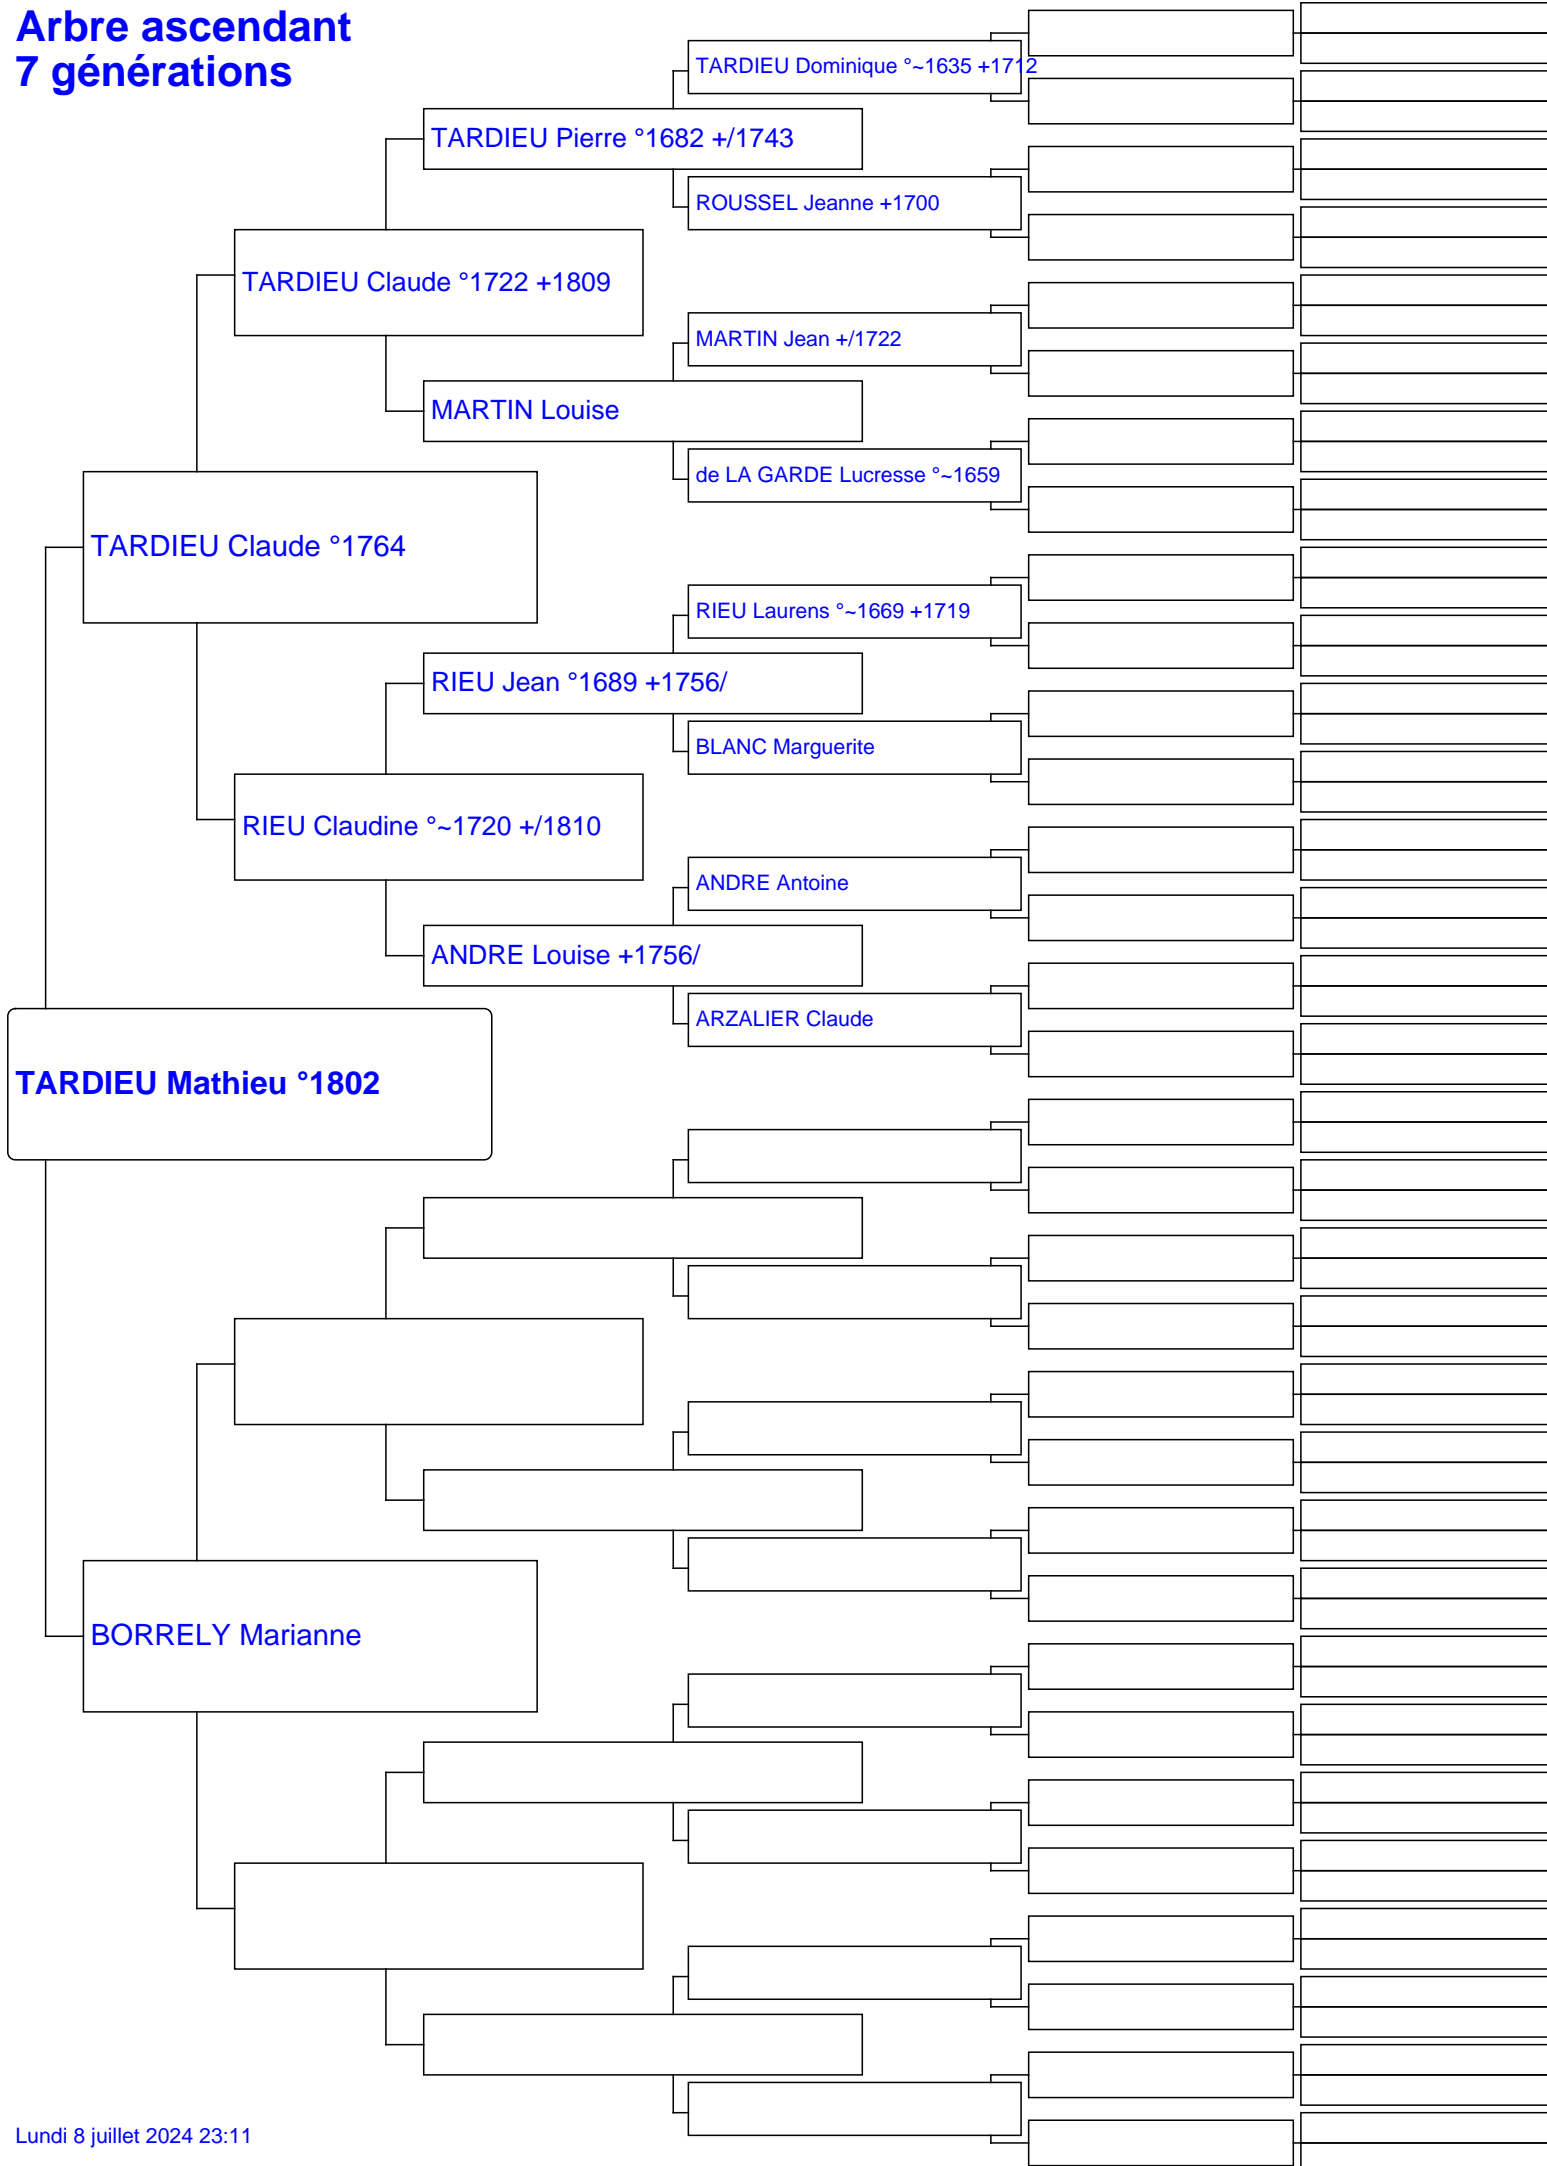 Arbre ascendant
7 générations
TARDIEU Dominique °~1635 +1712
TARDIEU Pierre °1682 +/1743
ROUSSEL Jeanne +1700
TARDIEU Claude °1722 +1809
MARTIN Jean +/1722
MARTIN Louise
de LA GARDE Lucresse °~1659
TARDIEU Claude °1764
RIEU Laurens °~1669 +1719
RIEU Jean °1689 +1756/
BLANC Marguerite
RIEU Claudine °~1720 +/1810
ANDRE Antoine
ANDRE Louise +1756/
ARZALIER Claude
TARDIEU Mathieu °1802
BORRELY Marianne
Lundi 8 juillet 2024 23:11